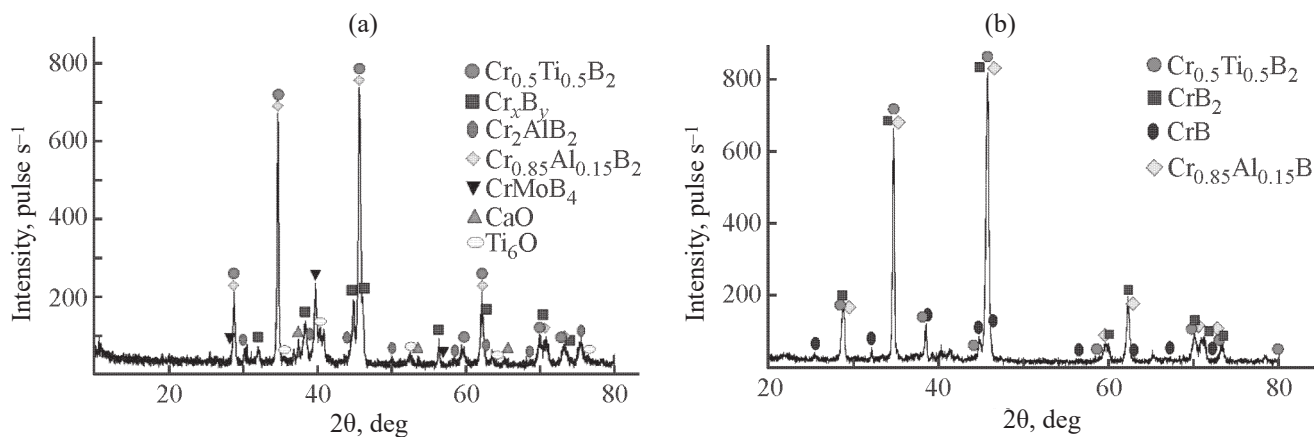 (a)
800
600
400
200
Intensity, pulse s⁻¹
20 40 60 80
2θ, deg
Cr₀.₅Ti₀.₅B₂
CrₓBᵧ
Cr₂AlB₂
Cr₀.₈₅Al₀.₁₅B₂
CrMoB₄
CaO
Ti₆O
(b)
800
600
400
200
Intensity, pulse s⁻¹
20 40 60 80
2θ, deg
Cr₀.₅Ti₀.₅B₂
CrB₂
CrB
Cr₀.₈₅Al₀.₁₅B